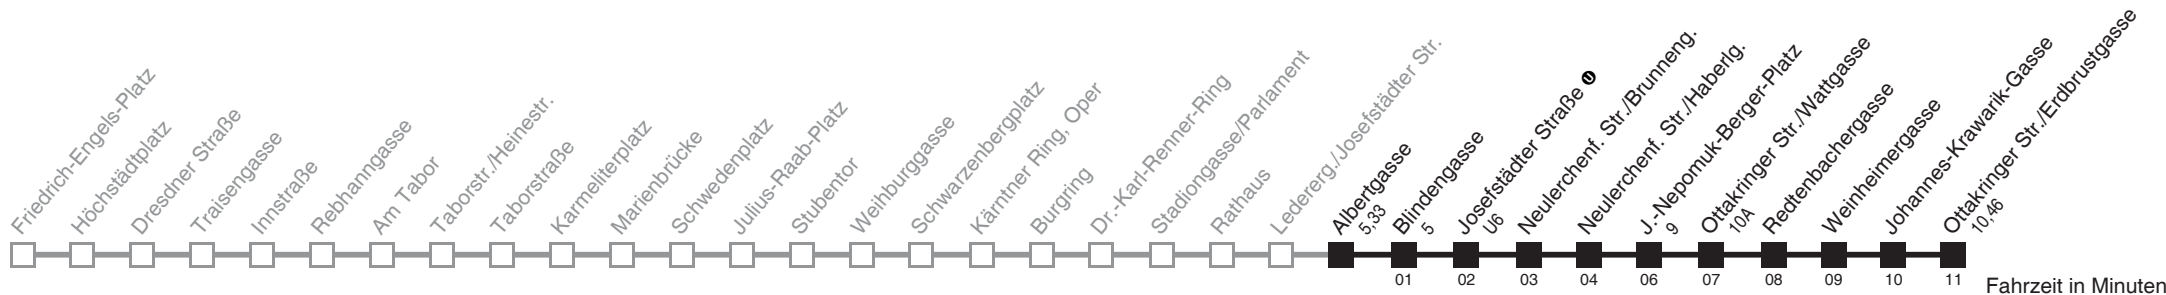 Friedrich-Engels-Platz
Höchstädtplatz
Dresdner Straße
Traisengasse
Innstraße
Rebhanngasse
Am Tabor
Taborstr./Heinestr.
Taborstraße
Karmeliterplatz
Marienbrücke
Schwedenplatz
Julius-Raab-Platz
Stubentor
Weihburggasse
Schwarzenbergplatz
Kärntner Ring, Oper
Burgring
Dr.-Karl-Renner-Ring
Stadiongasse/Parlament
Rathaus
Ledererg./Josefstädter Str.
Albertgasse
5,33
Blindengasse
5
Josefstädter Straße U
U6
Neulerchenf. Str./Brunneng.
Neulerchenf. Str./Haberlg.
J.-Nepomuk-Berger-Platz
9
Ottakringer Str./Wattgasse
10A
Redtenbachergasse
Weinheimergasse
Johannes-Krawarik-Gasse
Ottakringer Str./Erdbrustgasse
10,46
01 02 03 04 06 07 08 09 10 11 Fahrzeit in Minuten